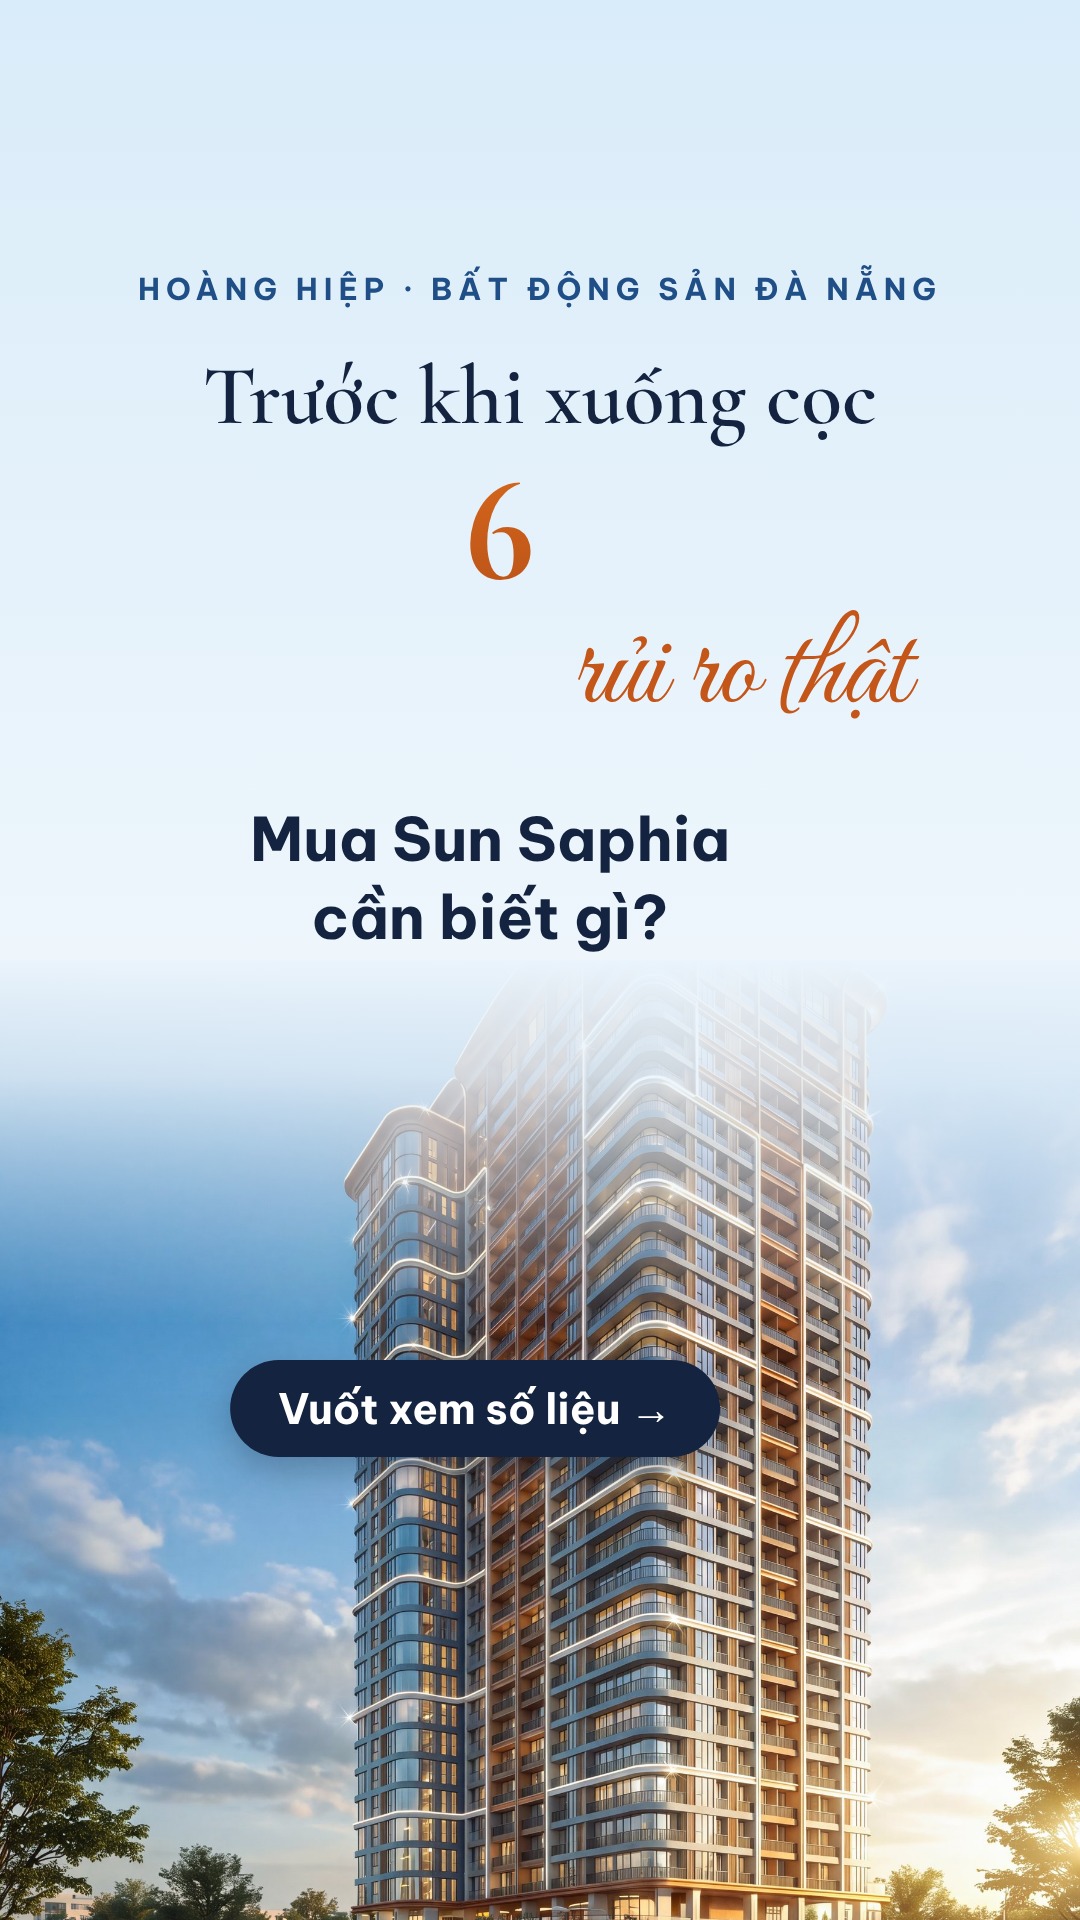 HOÀNG HIỆP · BẤT ĐỘNG SẢN ĐÀ NẴNG
Trước khi xuống cọc
6
rủi ro thật
Mua Sun Saphia
cần biết gì?
Vuốt xem số liệu →